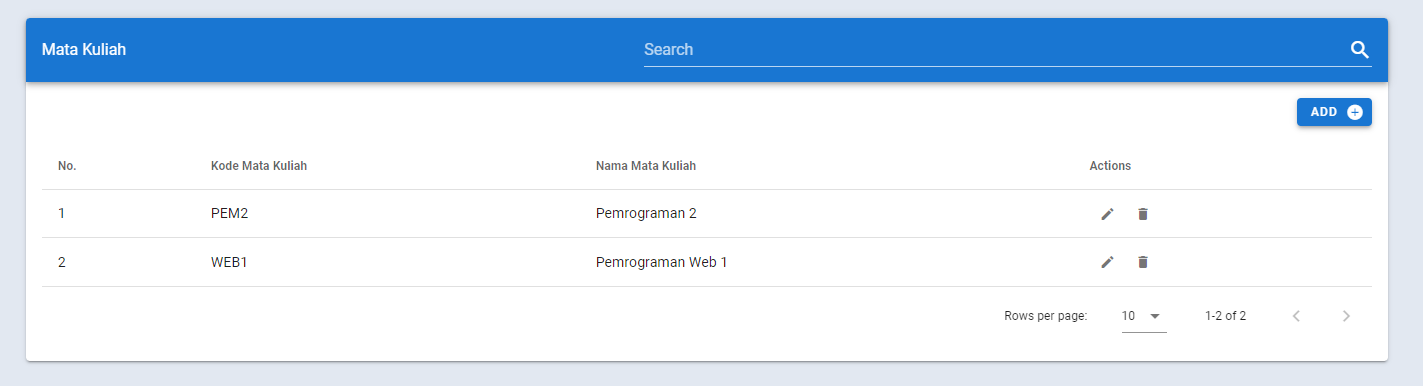 Mata Kuliah Search
ADD
No. Kode Mata Kuliah Nama Mata Kuliah Actions
1 PEM2 Pemrograman 2
2 WEB1 Pemrograman Web 1
Rows per page: 10 1-2 of 2